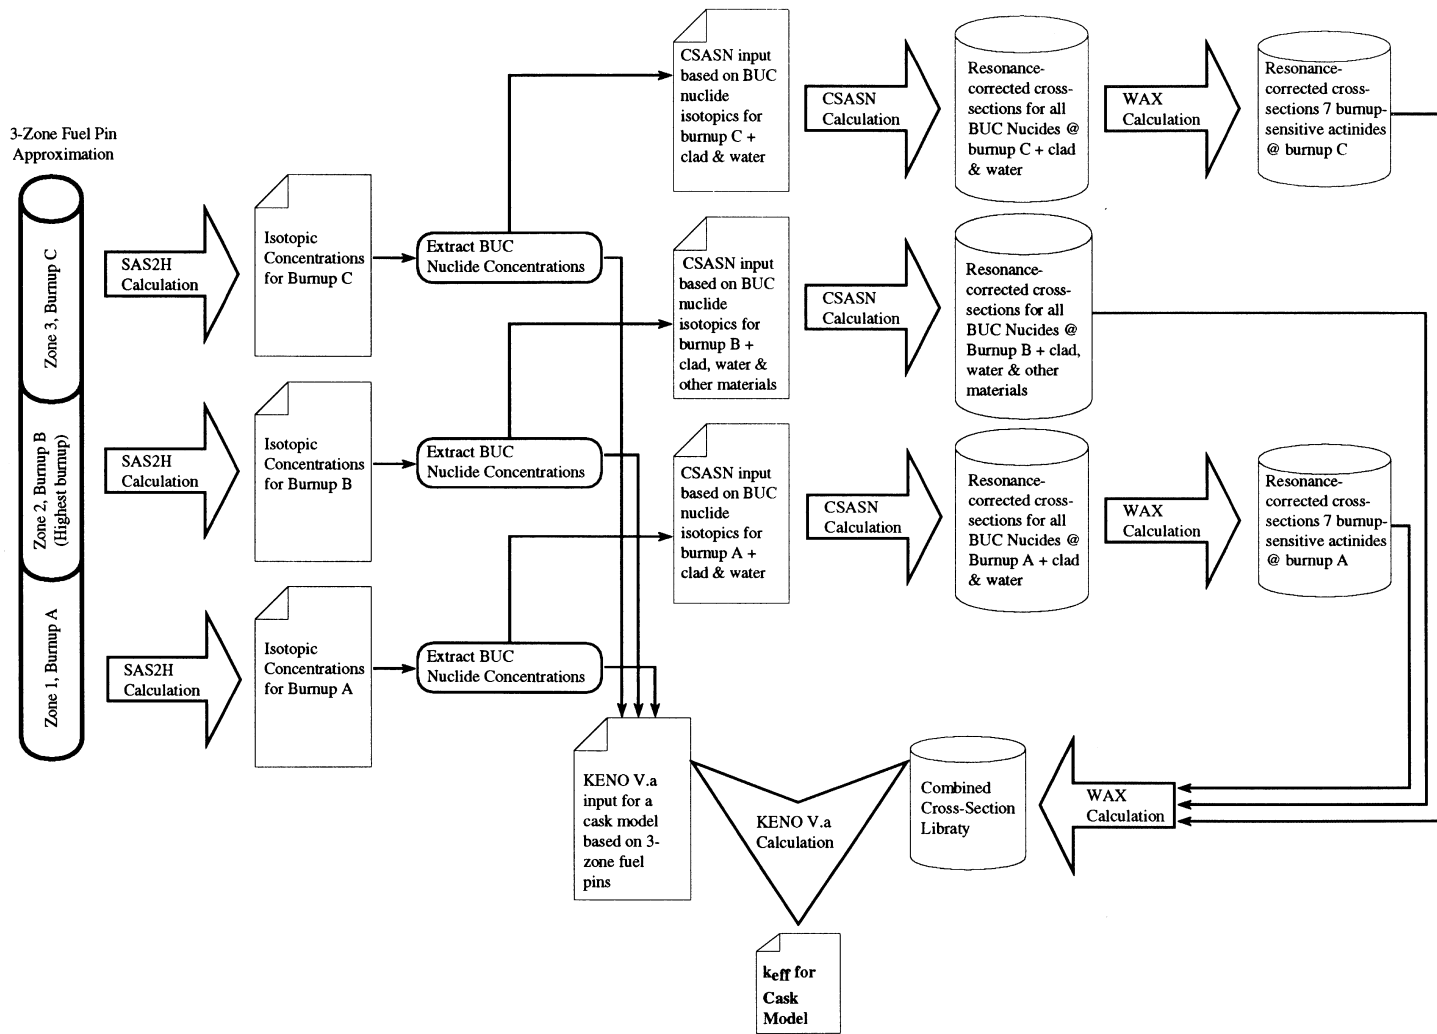 3-Zone Fuel Pin
Approximation
Zone 3, Burnup C
Zone 2, Burnup B
(Highest burnup)
Zone 1, Burnup A
SAS2H
Calculation
Isotopic
Concentrations
for Burnup C
Extract BUC
Nuclide Concentrations
CSASN input
based on BUC
nuclide
isotopics for
burnup C +
clad & water
CSASN
Calculation
Resonance-
corrected cross-
sections for all
BUC Nucides @
burnup C + clad
& water
WAX
Calculation
Resonance-
corrected cross-
sections 7 burnup-
sensitive actinides
@ burnup C
SAS2H
Calculation
Isotopic
Concentrations
for Burnup B
Extract BUC
Nuclide Concentrations
CSASN input
based on BUC
nuclide
isotopics for
burnup B +
clad, water &
other materials
CSASN
Calculation
Resonance-
corrected cross-
sections for all
BUC Nucides @
Burnup B + clad,
water & other
materials
SAS2H
Calculation
Isotopic
Concentrations
for Burnup A
Extract BUC
Nuclide Concentrations
CSASN input
based on BUC
nuclide
isotopics for
burnup A +
clad & water
CSASN
Calculation
Resonance-
corrected cross-
sections for all
BUC Nucides @
Burnup A + clad
& water
WAX
Calculation
Resonance-
corrected cross-
sections 7 burnup-
sensitive actinides
@ burnup A
KENO V.a
input for a
cask model
based on 3-
zone fuel
pins
KENO V.a
Calculation
Combined
Cross-Section
Libraty
WAX
Calculation
keff for
Cask
Model